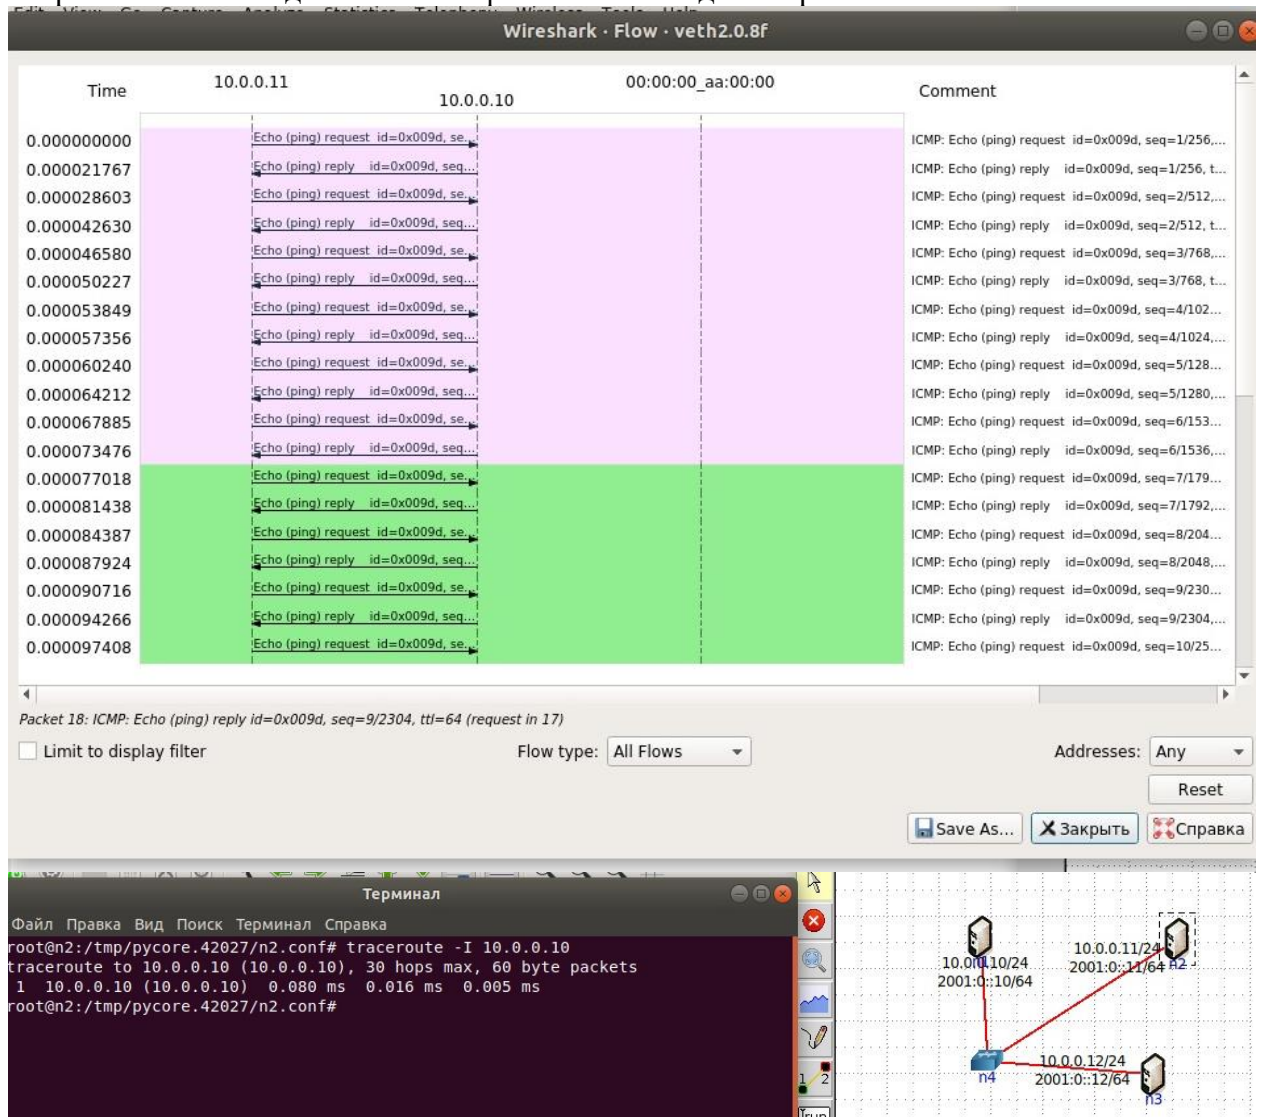 Edit View Go Capture Analyze Statistics Telephony Wireless Tools Help
Wireshark · Flow · veth2.0.8f
Time 10.0.0.11 10.0.0.10 00:00:00_aa:00:00 Comment
0.000000000 Echo (ping) request id=0x009d, se... ICMP: Echo (ping) request id=0x009d, seq=1/256,...
0.000021767 Echo (ping) reply id=0x009d, seq... ICMP: Echo (ping) reply id=0x009d, seq=1/256, t...
0.000028603 Echo (ping) request id=0x009d, se... ICMP: Echo (ping) request id=0x009d, seq=2/512,...
0.000042630 Echo (ping) reply id=0x009d, seq... ICMP: Echo (ping) reply id=0x009d, seq=2/512, t...
0.000046580 Echo (ping) request id=0x009d, se... ICMP: Echo (ping) request id=0x009d, seq=3/768,...
0.000050227 Echo (ping) reply id=0x009d, seq... ICMP: Echo (ping) reply id=0x009d, seq=3/768, t...
0.000053849 Echo (ping) request id=0x009d, se... ICMP: Echo (ping) request id=0x009d, seq=4/102...
0.000057356 Echo (ping) reply id=0x009d, seq... ICMP: Echo (ping) reply id=0x009d, seq=4/1024,...
0.000060240 Echo (ping) request id=0x009d, se... ICMP: Echo (ping) request id=0x009d, seq=5/128...
0.000064212 Echo (ping) reply id=0x009d, seq... ICMP: Echo (ping) reply id=0x009d, seq=5/1280,...
0.000067885 Echo (ping) request id=0x009d, se... ICMP: Echo (ping) request id=0x009d, seq=6/153...
0.000073476 Echo (ping) reply id=0x009d, seq... ICMP: Echo (ping) reply id=0x009d, seq=6/1536,...
0.000077018 Echo (ping) request id=0x009d, se... ICMP: Echo (ping) request id=0x009d, seq=7/179...
0.000081438 Echo (ping) reply id=0x009d, seq... ICMP: Echo (ping) reply id=0x009d, seq=7/1792,...
0.000084387 Echo (ping) request id=0x009d, se... ICMP: Echo (ping) request id=0x009d, seq=8/204...
0.000087924 Echo (ping) reply id=0x009d, seq... ICMP: Echo (ping) reply id=0x009d, seq=8/2048,...
0.000090716 Echo (ping) request id=0x009d, se... ICMP: Echo (ping) request id=0x009d, seq=9/230...
0.000094266 Echo (ping) reply id=0x009d, seq... ICMP: Echo (ping) reply id=0x009d, seq=9/2304,...
0.000097408 Echo (ping) request id=0x009d, se... ICMP: Echo (ping) request id=0x009d, seq=10/25...
Packet 18: ICMP: Echo (ping) reply id=0x009d, seq=9/2304, ttl=64 (request in 17)
Limit to display filter Flow type: All Flows Addresses: Any
Reset
Save As... Закрыть Справка
Терминал
Файл Правка Вид Поиск Терминал Справка
root@n2:/tmp/pycore.42027/n2.conf# traceroute -I 10.0.0.10
traceroute to 10.0.0.10 (10.0.0.10), 30 hops max, 60 byte packets
1 10.0.0.10 (10.0.0.10) 0.080 ms 0.016 ms 0.005 ms
root@n2:/tmp/pycore.42027/n2.conf#
10.0.0.10/24
2001:0::10/64
10.0.0.11/24
2001:0::11/64 n2
10.0.0.12/24
n4 2001:0::12/64
n3
1 2